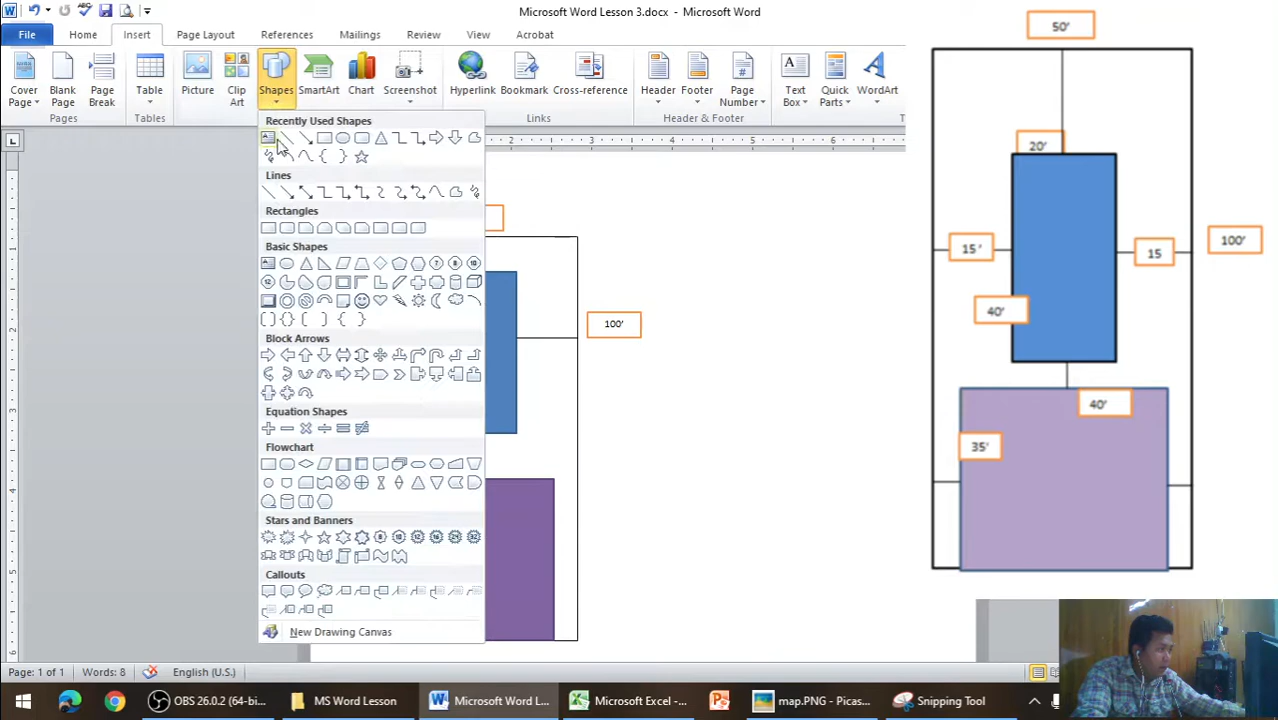 Microsoft Word Lesson 3.docx - Microsoft Word
File Home Insert Page Layout References Mailings Review View Acrobat
Cover Page
Blank Page
Page Break
Table
Picture
Clip Art
Shapes
SmartArt
Chart
Screenshot
Hyperlink
Bookmark
Cross-reference
Header
Footer
Page Number
Text Box
Quick Parts
WordArt
Pages
Tables
Links
Header & Footer
Recently Used Shapes
Lines
Rectangles
Basic Shapes
Block Arrows
Equation Shapes
Flowchart
Stars and Banners
Callouts
New Drawing Canvas
100'
50'
20'
15 '
15
100'
40'
40'
35'
Page: 1 of 1 Words: 8 English (U.S.)
OBS 26.0.2 (64-bi...
MS Word Lesson
Microsoft Word L...
Microsoft Excel -...
map.PNG - Picas...
Snipping Tool